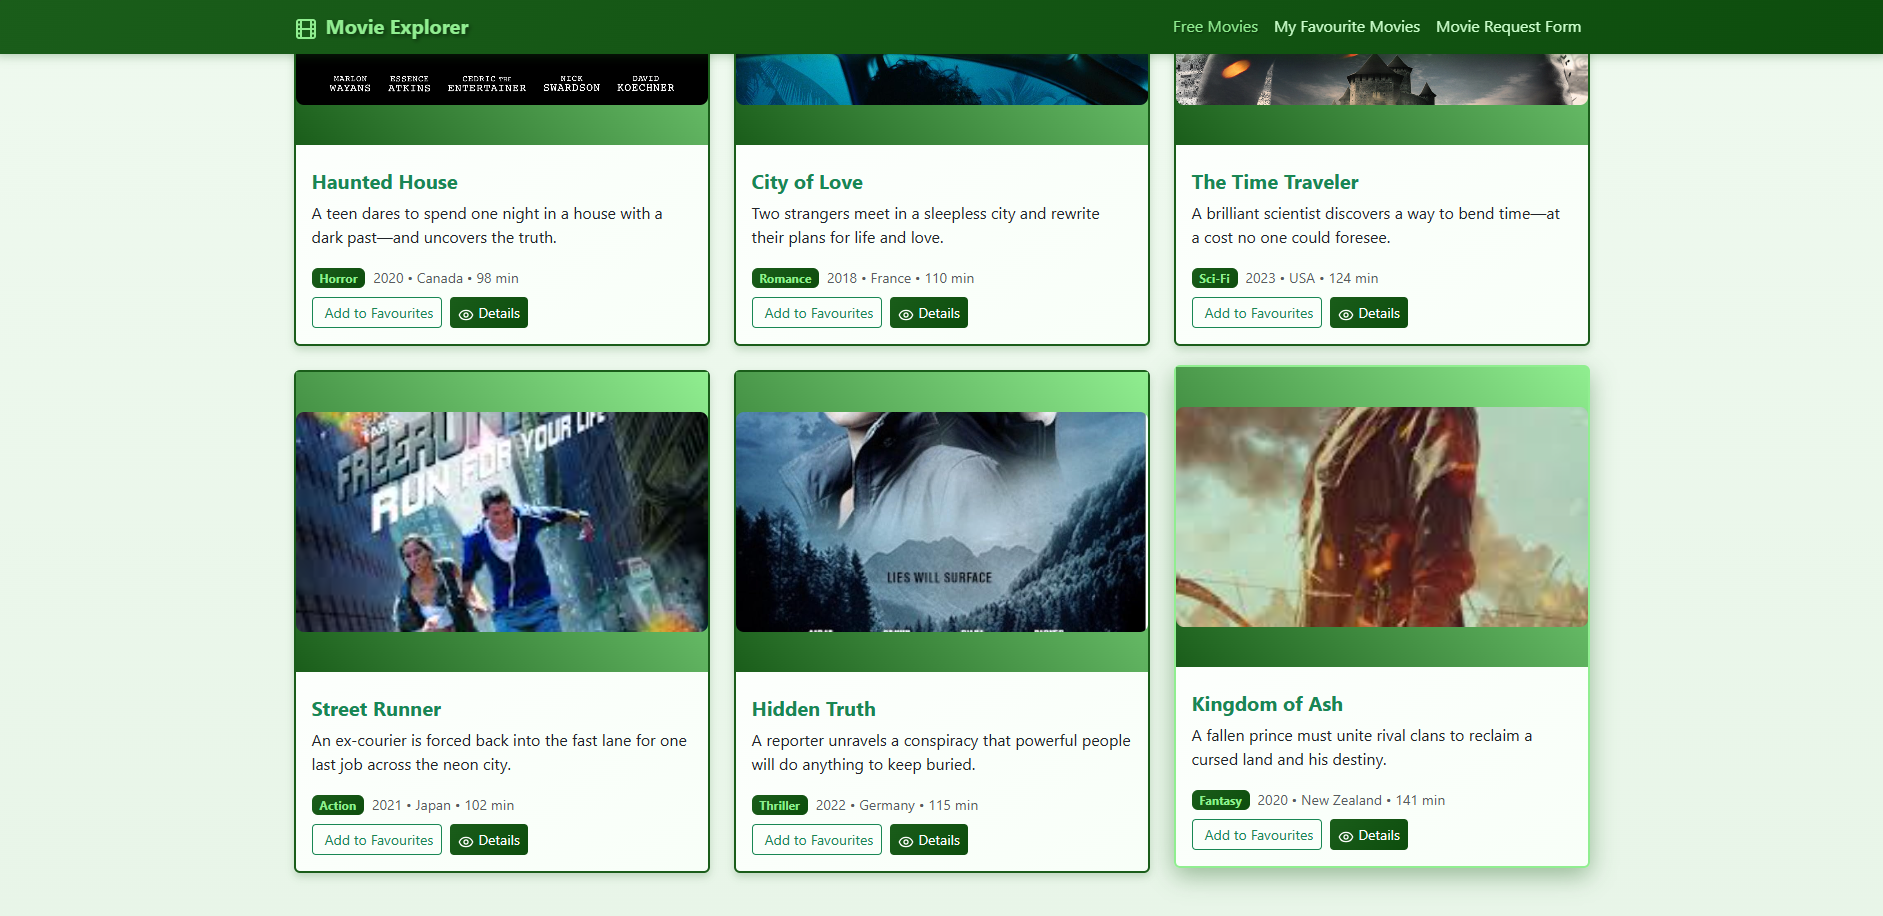 Movie Explorer
Free Movies
My Favourite Movies
Movie Request Form
MARLON WAYANS
ESSENCE ATKINS
CEDRIC THE ENTERTAINER
NICK SWARDSON
DAVID KOECHNER
Haunted House
A teen dares to spend one night in a house with a
dark past—and uncovers the truth.
Horror 2020 • Canada • 98 min
Add to Favourites
Details
City of Love
Two strangers meet in a sleepless city and rewrite
their plans for life and love.
Romance 2018 • France • 110 min
Add to Favourites
Details
The Time Traveler
A brilliant scientist discovers a way to bend time—at
a cost no one could foresee.
Sci-Fi 2023 • USA • 124 min
Add to Favourites
Details
FREERUN
RUN FOR YOUR LIFE
Street Runner
An ex-courier is forced back into the fast lane for one
last job across the neon city.
Action 2021 • Japan • 102 min
Add to Favourites
Details
LIES WILL SURFACE
Hidden Truth
A reporter unravels a conspiracy that powerful people
will do anything to keep buried.
Thriller 2022 • Germany • 115 min
Add to Favourites
Details
Kingdom of Ash
A fallen prince must unite rival clans to reclaim a
cursed land and his destiny.
Fantasy 2020 • New Zealand • 141 min
Add to Favourites
Details